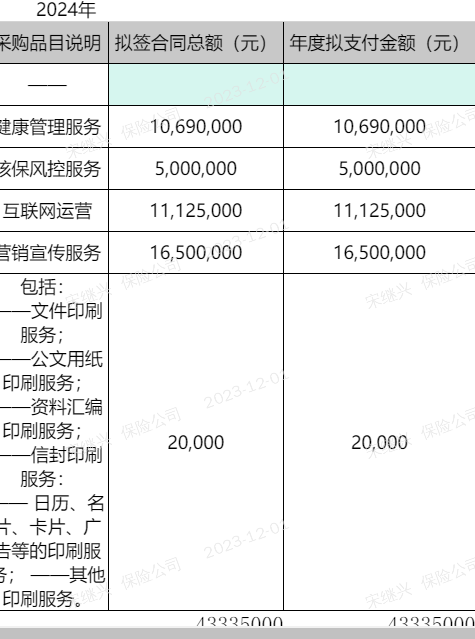 2024年
采购品目说明 拟签合同总额（元） 年度拟支付金额（元）
——
健康管理服务 10,690,000 10,690,000
核保风控服务 5,000,000 5,000,000
互联网运营 11,125,000 11,125,000
营销宣传服务 16,500,000 16,500,000
包括：
——文件印刷
服务；
——公文用纸
印刷服务；
——资料汇编
印刷服务；
——信封印刷
服务：
—— 日历、名
片、卡片、广
告等的印刷服
务； ——其他
印刷服务。
20,000 20,000
43335000 43335000
宋继兴 保险公司 2023-12-01